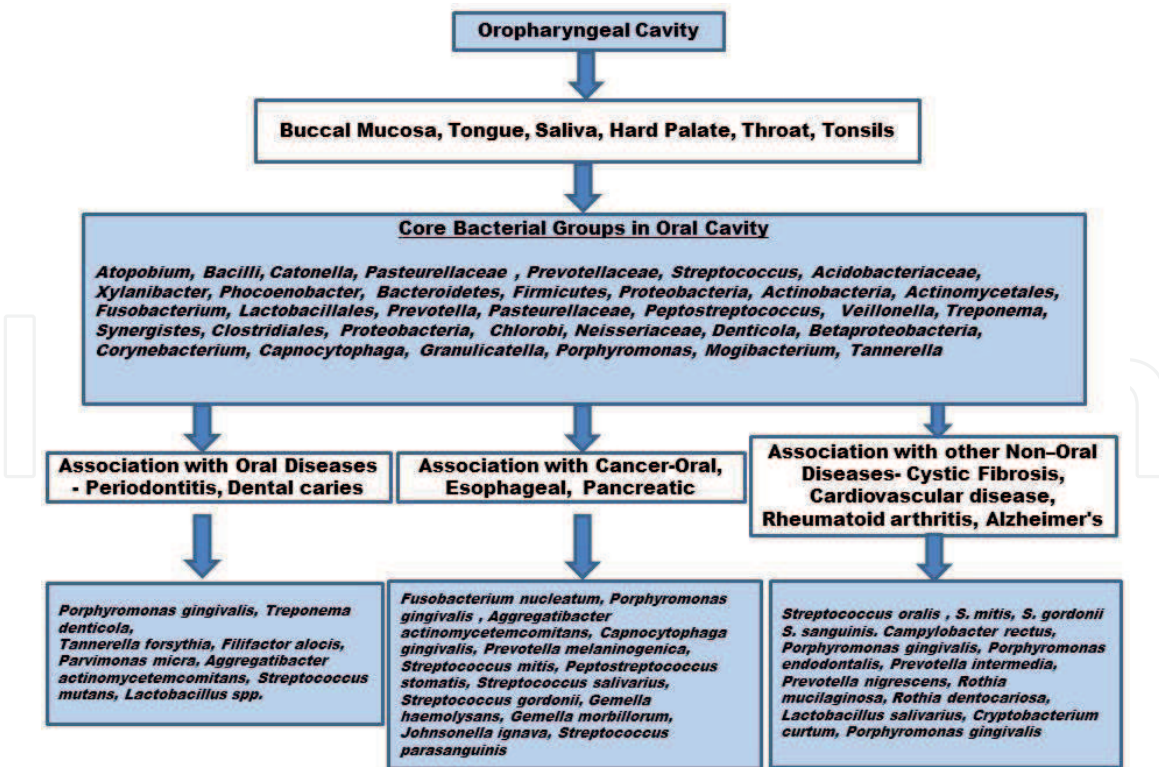 Oropharyngeal Cavity
Buccal Mucosa, Tongue, Saliva, Hard Palate, Throat, Tonsils
Core Bacterial Groups in Oral Cavity
Atopobium, Bacilli, Catonella, Pasteurellaceae , Prevotellaceae, Streptococcus, Acidobacteriaceae,
Xylanibacter, Phocoenobacter, Bacteroidetes, Firmicutes, Proteobacteria, Actinobacteria, Actinomycetales,
Fusobacterium, Lactobacillales, Prevotella, Pasteurellaceae, Peptostreptococcus, Veillonella, Treponema,
Synergistes, Clostridiales, Proteobacteria, Chlorobi, Neisseriaceae, Denticola, Betaproteobacteria,
Corynebacterium, Capnocytophaga, Granulicatella, Porphyromonas, Mogibacterium, Tannerella
Association with Oral Diseases
- Periodontitis, Dental caries
Association with Cancer-Oral,
Esophageal, Pancreatic
Association with other Non–Oral
Diseases- Cystic Fibrosis,
Cardiovascular disease,
Rheumatoid arthritis, Alzheimer's
Porphyromonas gingivalis, Treponema
denticola,
Tannerella forsythia, Filifactor alocis,
Parvimonas micra, Aggregatibacter
actinomycetemcomitans, Streptococcus
mutans, Lactobacillus spp.
Fusobacterium nucleatum, Porphyromonas
gingivalis , Aggregatibacter
actinomycetemcomitans, Capnocytophaga
gingivalis, Prevotella melaninogenica,
Streptococcus mitis, Peptostreptococcus
stomatis, Streptococcus salivarius,
Streptococcus gordonii, Gemella
haemolysans, Gemella morbillorum,
Johnsonella ignava, Streptococcus
parasanguinis
Streptococcus oralis , S. mitis, S. gordonii
S. sanguinis. Campylobacter rectus,
Porphyromonas gingivalis, Porphyromonas
endodontalis, Prevotella intermedia,
Prevotella nigrescens, Rothia
mucilaginosa, Rothia dentocariosa,
Lactobacillus salivarius, Cryptobacterium
curtum, Porphyromonas gingivalis